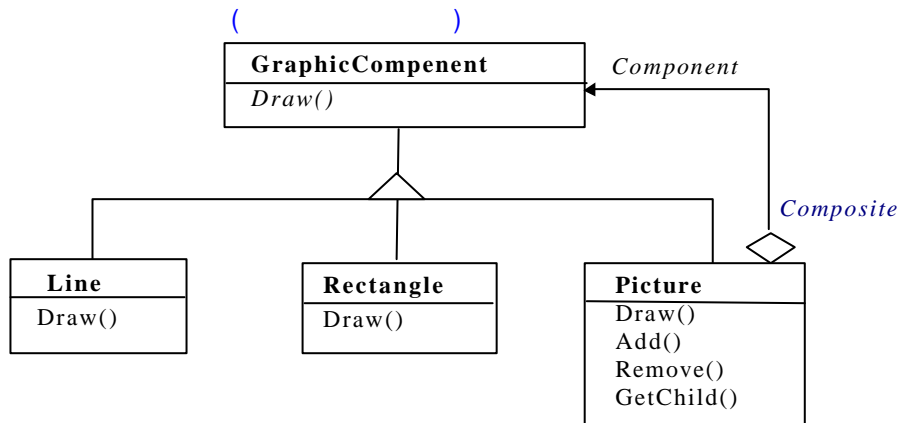 ( )
GraphicCompenent
Draw()
Component
Composite
Line
Draw()
Rectangle
Draw()
Picture
Draw()
Add()
Remove()
GetChild()